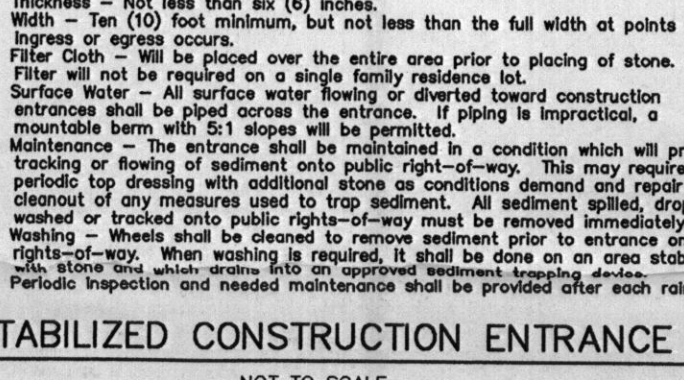 Thickness – Not less than six (6) inches.
Width – Ten (10) foot minimum, but not less than the full width at points
Ingress or egress occurs.
Filter Cloth – Will be placed over the entire area prior to placing of stone.
Filter will not be required on a single family residence lot.
Surface Water – All surface water flowing or diverted toward construction
entrances shall be piped across the entrance. If piping is impractical, a
mountable berm with 5:1 slopes will be permitted.
Maintenance – The entrance shall be maintained in a condition which will pr
tracking or flowing of sediment onto public right–of–way. This may require
periodic top dressing with additional stone as conditions demand and repair
cleanout of any measures used to trap sediment. All sediment spilled, drop
washed or tracked onto public rights–of–way must be removed immediately
Washing – Wheels shall be cleaned to remove sediment prior to entrance on
rights–of–way. When washing is required, it shall be done on an area stab
with stone and which drains into an approved sediment trapping device.
Periodic inspection and needed maintenance shall be provided after each rai
TABILIZED CONSTRUCTION ENTRANCE
NOT TO SCALE